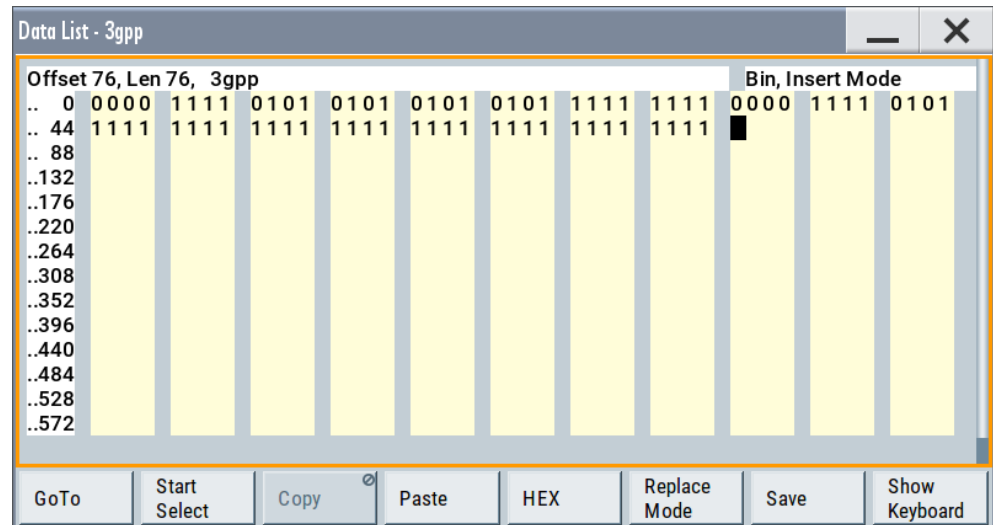 Data List - 3gpp
Offset 76, Len 76, 3gpp Bin, Insert Mode
.. 0 0000 1111 0101 0101 0101 0101 1111 1111 0000 1111 0101
.. 44 1111 1111 1111 1111 1111 1111 1111 1111
.. 88
..132
..176
..220
..264
..308
..352
..396
..440
..484
..528
..572
GoTo Start Select Copy Paste HEX Replace Mode Save Show Keyboard